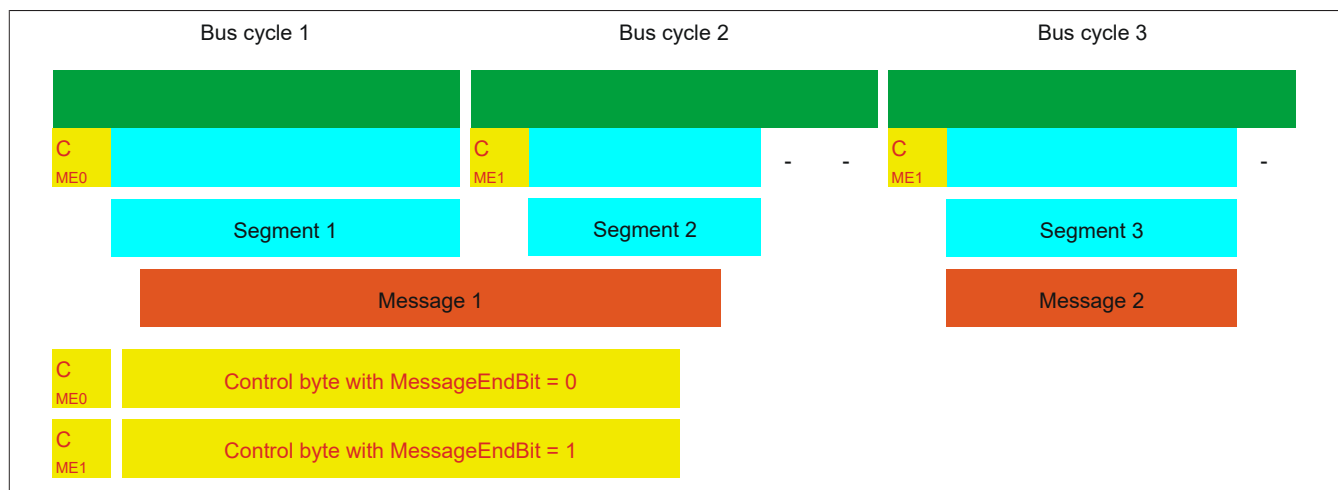 Bus cycle 1 Bus cycle 2 Bus cycle 3
C C - - C -
ME0 ME1 ME1
Segment 1 Segment 2 Segment 3
Message 1 Message 2
C
ME0
Control byte with MessageEndBit = 0
C
ME1
Control byte with MessageEndBit = 1